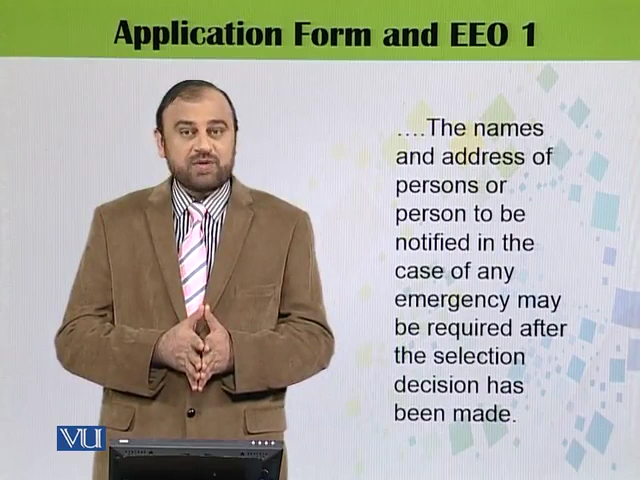 Application Form and EEO 1
….The names
and address of
persons or
person to be
notified in the
case of any
emergency may
be required after
the selection
decision has
been made.
VU